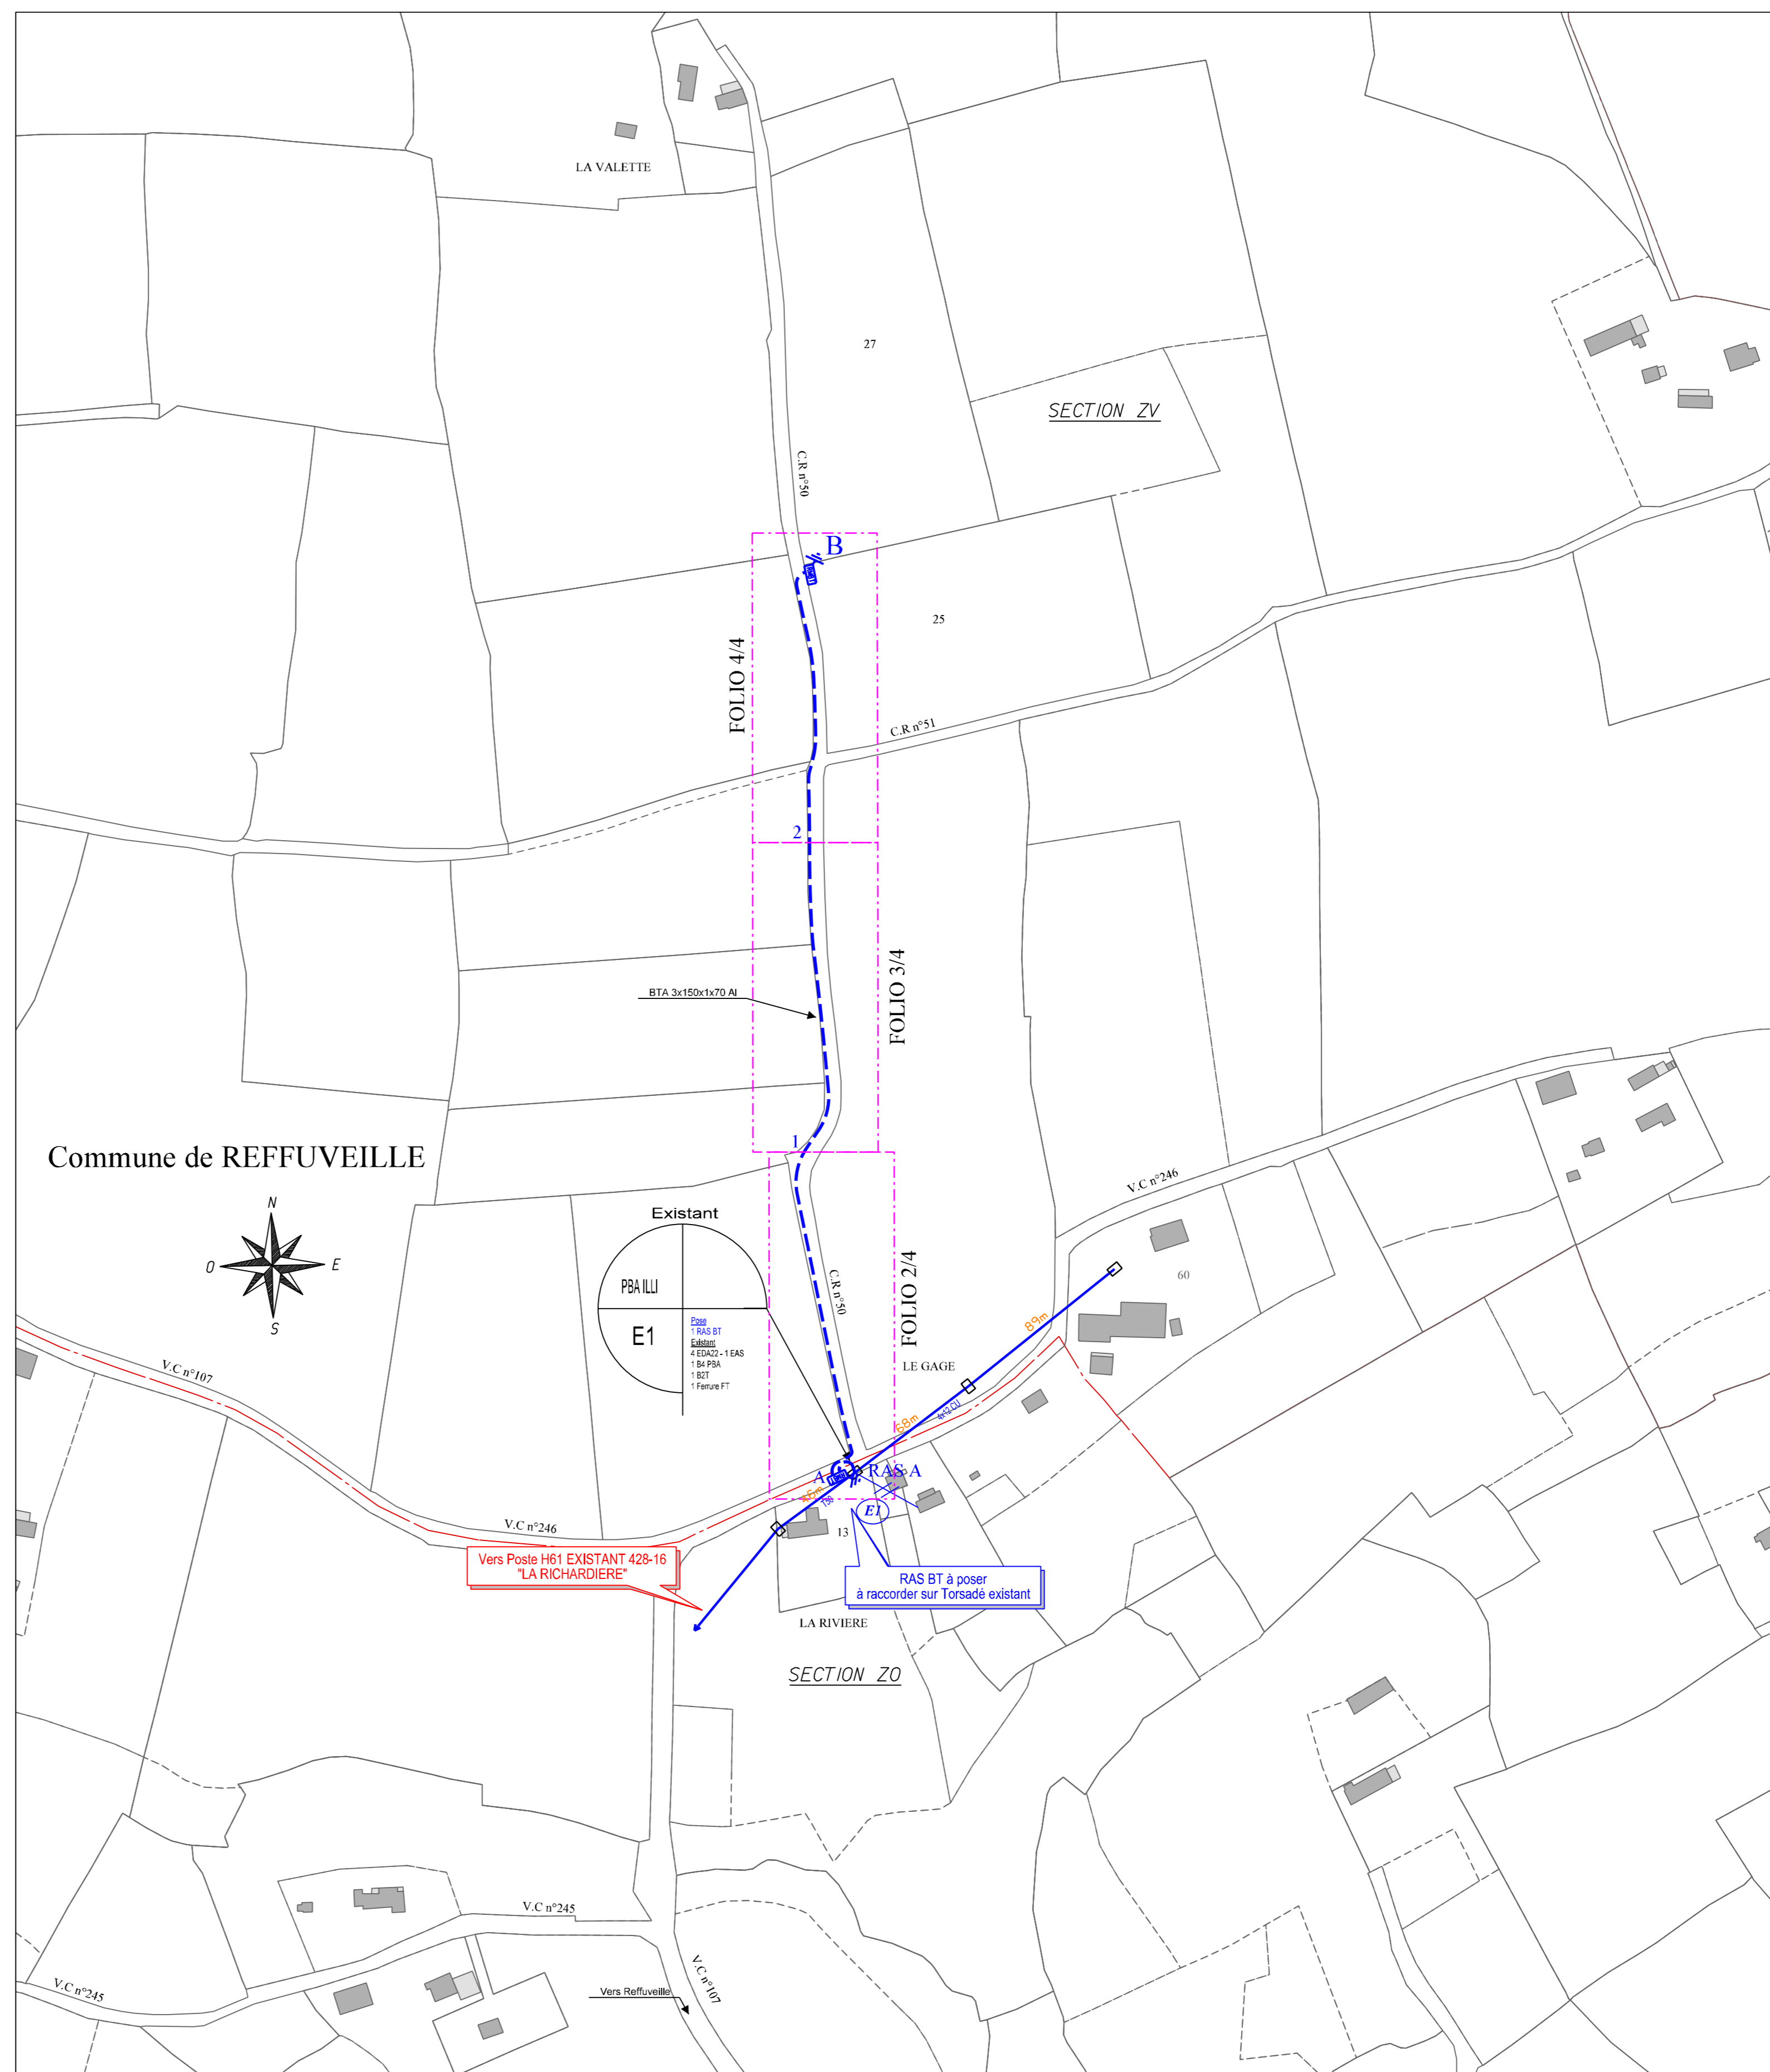 LA VALETTE
27
SECTION ZV
C.R n°50
B
25
FOLIO 4/4
C.R n°51
2
FOLIO 3/4
BTA 3x150x1x70 Al
1
Commune de REFFUVEILLE
N
O
E
S
V.C n°246
Existant
PBA ILLI
E1
Pose
1 RAS BT
Existant
4 EDA22 - 1 EAS
1 B4 PBA
1 B2T
1 Ferrure FT
C.R n°50
FOLIO 2/4
60
89m
LE GAGE
V.C n°107
68m
4x12 CU
A
RAS A
46m
T50
E1
13
V.C n°246
Vers Poste H61 EXISTANT 428-16
"LA RICHARDIERE"
RAS BT à poser
à raccorder sur Torsadé existant
LA RIVIERE
SECTION ZO
V.C n°245
V.C n°245
V.C n°107
Vers Reffuveille